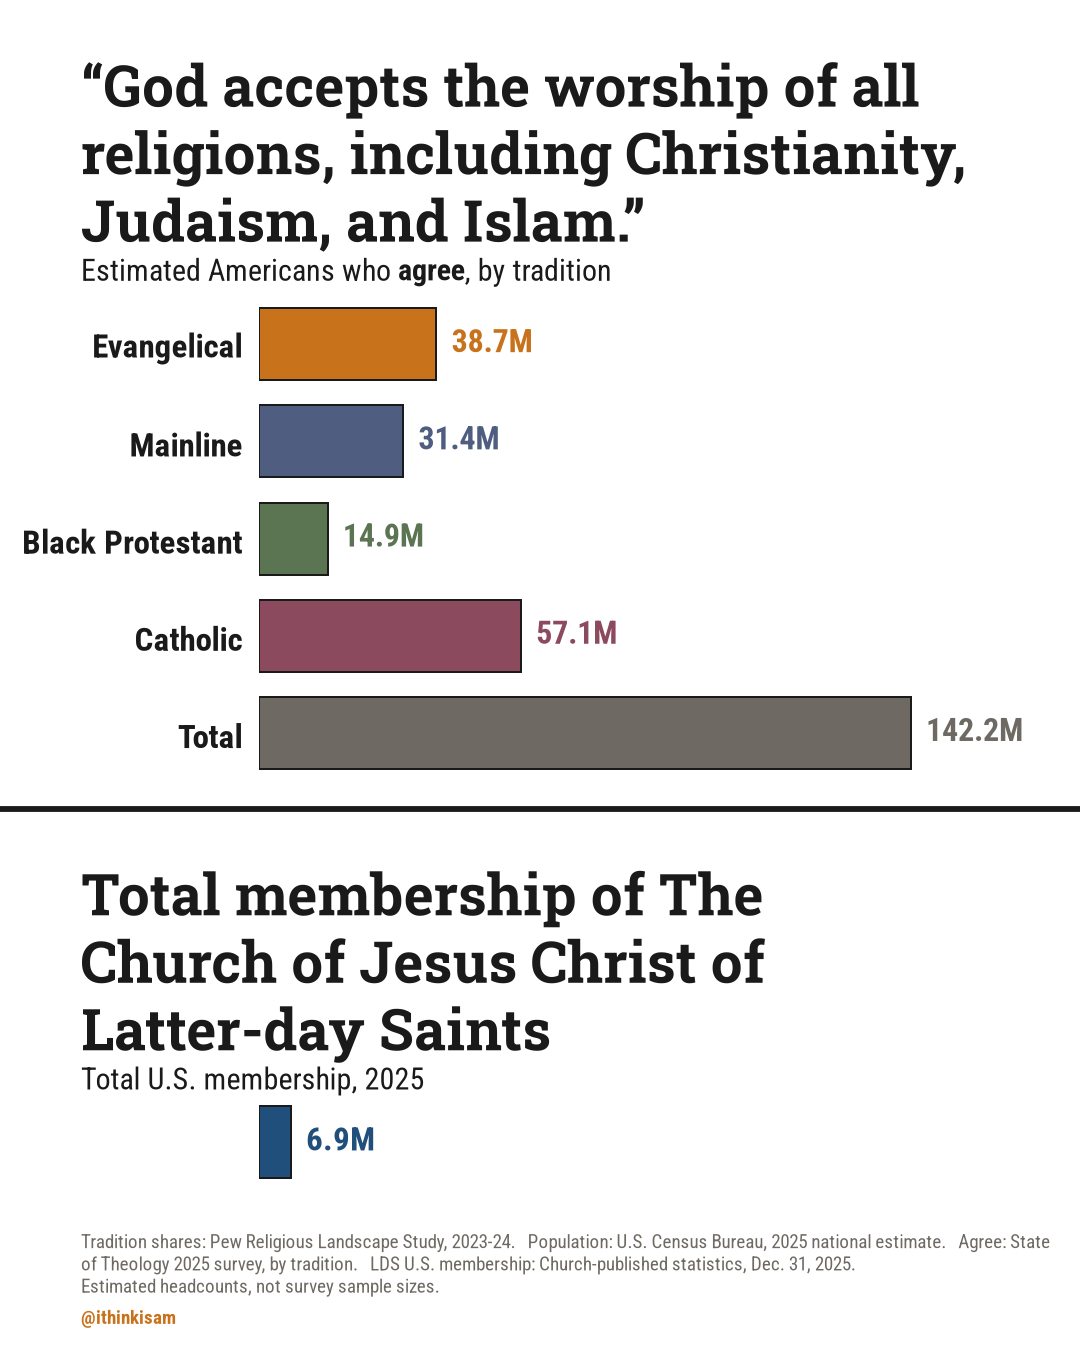 “God accepts the worship of all
religions, including Christianity,
Judaism, and Islam.”
Estimated Americans who agree, by tradition
Evangelical 38.7M
Mainline 31.4M
Black Protestant 14.9M
Catholic 57.1M
Total 142.2M
Total membership of The
Church of Jesus Christ of
Latter-day Saints
Total U.S. membership, 2025
6.9M
Tradition shares: Pew Religious Landscape Study, 2023-24. Population: U.S. Census Bureau, 2025 national estimate. Agree: State
of Theology 2025 survey, by tradition. LDS U.S. membership: Church-published statistics, Dec. 31, 2025.
Estimated headcounts, not survey sample sizes.
@ithinkisam